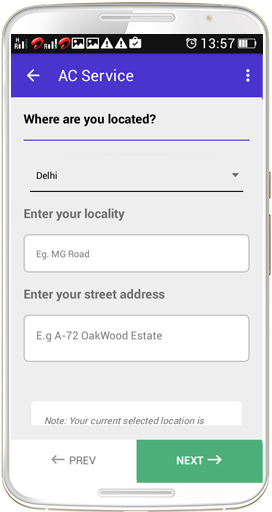 13:57
AC Service
Where are you located?
Delhi
Enter your locality
Eg. MG Road
Enter your street address
E.g A-72 OakWood Estate
Note: Your current selected location is
PREV
NEXT